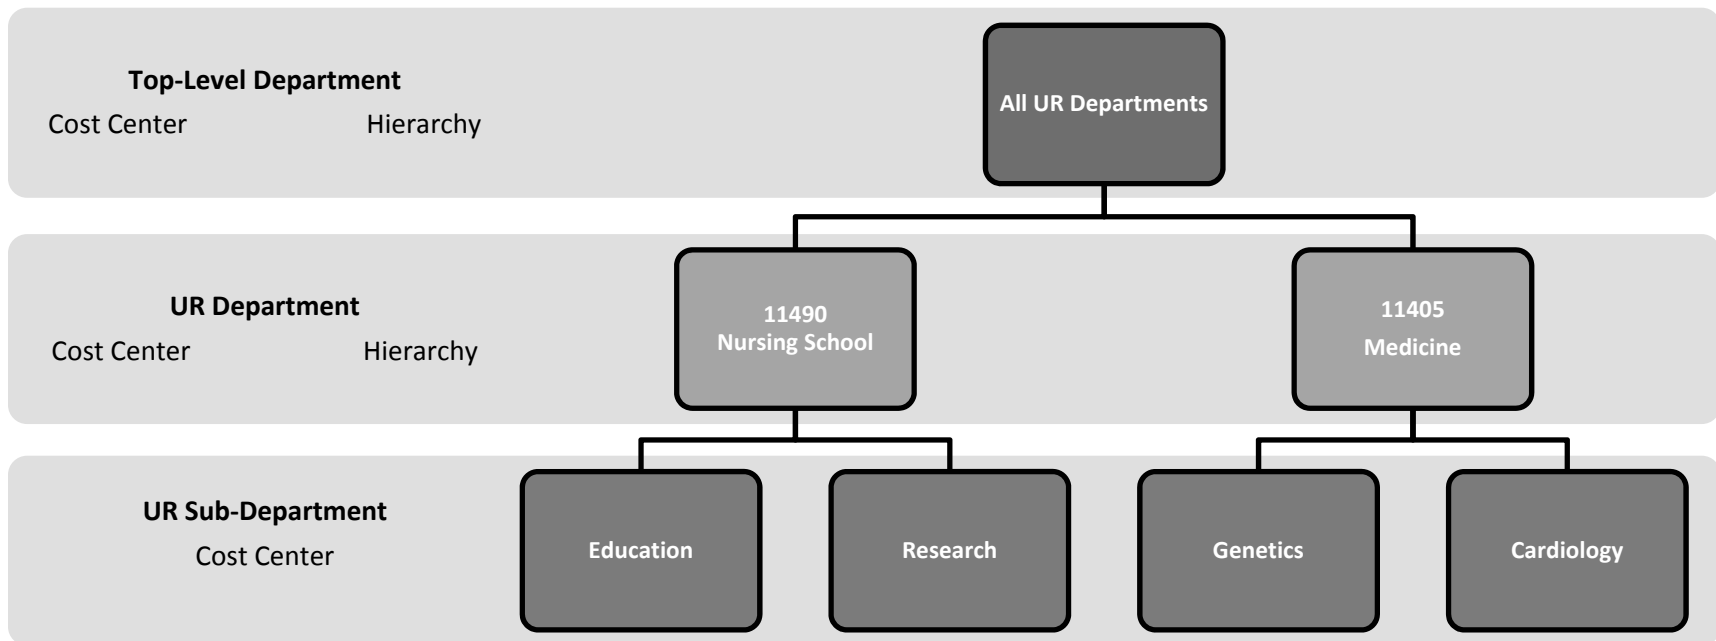 Top-Level Department
Cost Center Hierarchy
All UR Departments
UR Department
Cost Center Hierarchy
11490
Nursing School
11405
Medicine
UR Sub-Department
Cost Center
Education
Research
Genetics
Cardiology